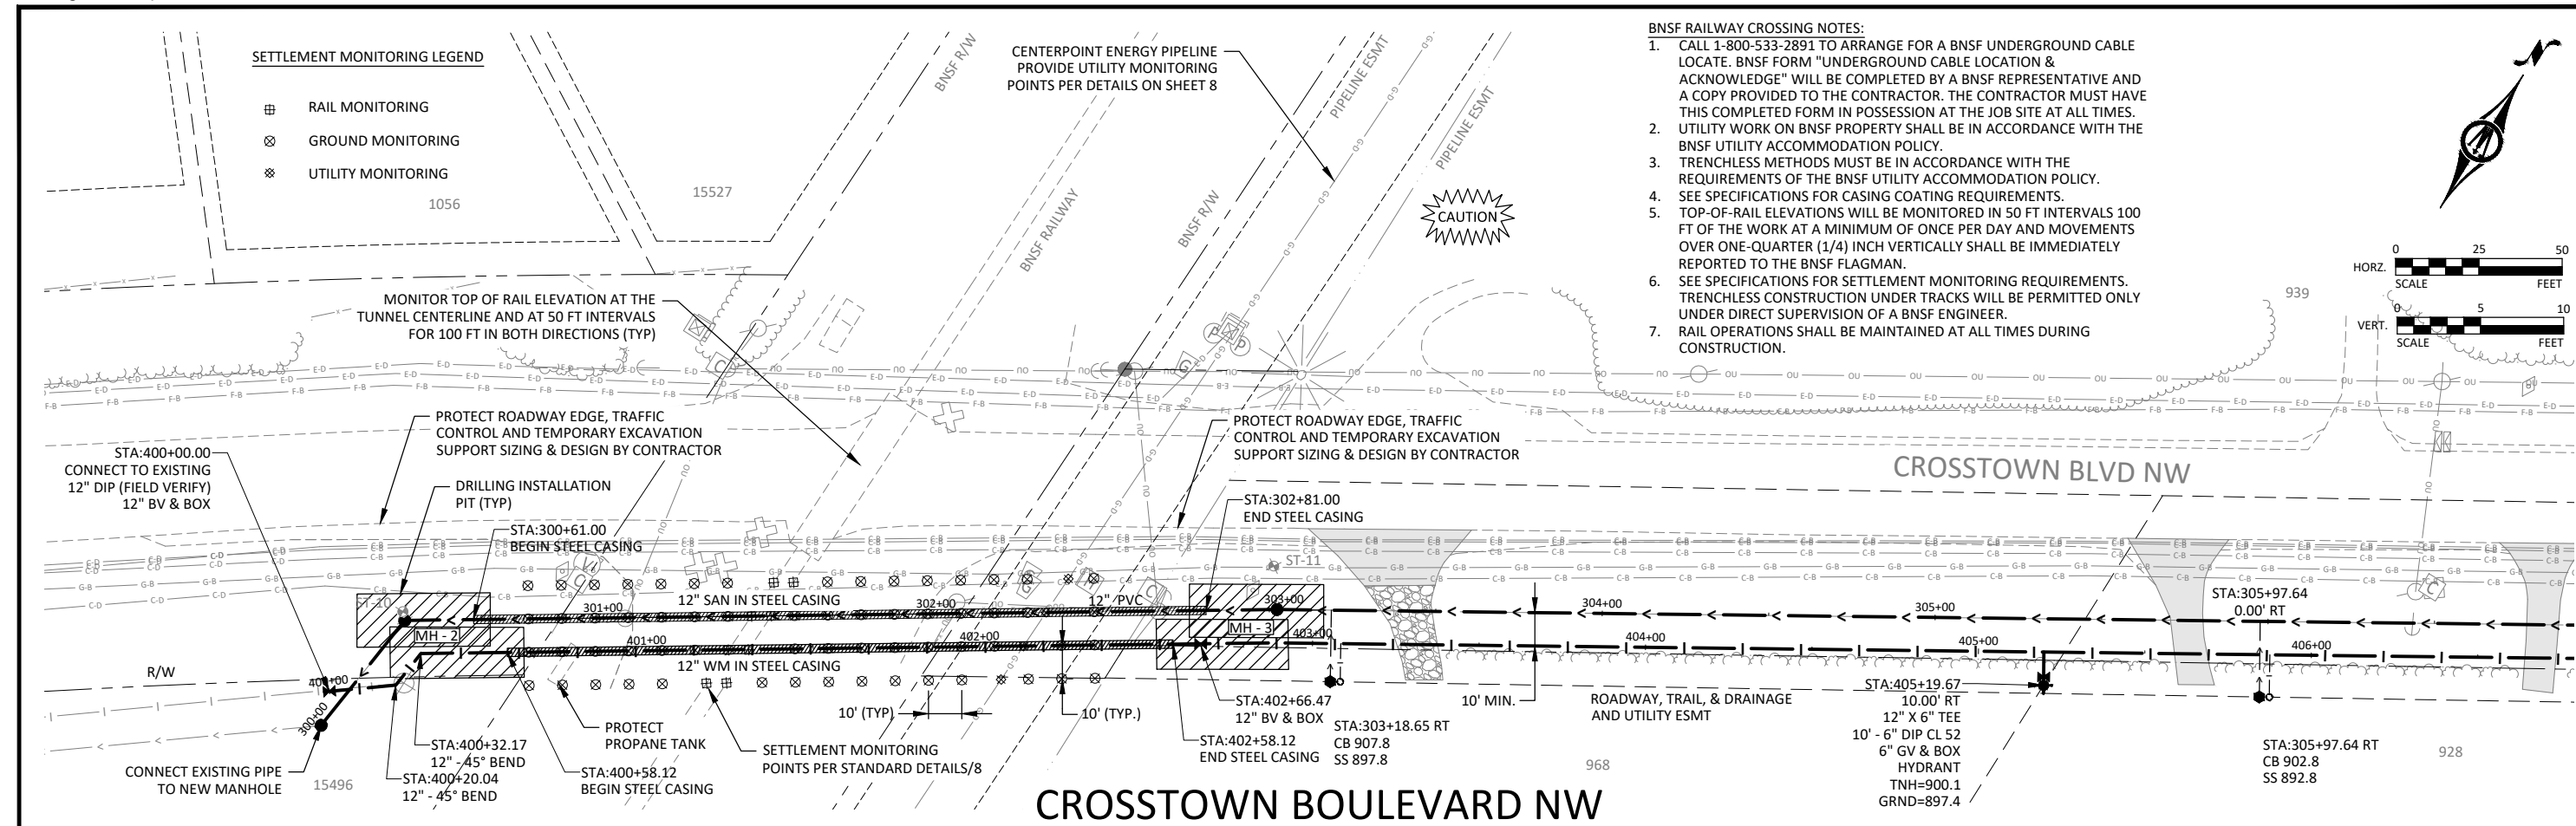 SETTLEMENT MONITORING LEGEND
RAIL MONITORING
GROUND MONITORING
UTILITY MONITORING
1056
15527
BNSF R/W
BNSF RAILWAY
BNSF R/W
PIPELINE ESMT
PIPELINE ESMT
CENTERPOINT ENERGY PIPELINE
PROVIDE UTILITY MONITORING
POINTS PER DETAILS ON SHEET 8
CAUTION
BNSF RAILWAY CROSSING NOTES:
1. CALL 1-800-533-2891 TO ARRANGE FOR A BNSF UNDERGROUND CABLE
LOCATE. BNSF FORM "UNDERGROUND CABLE LOCATION &
ACKNOWLEDGE" WILL BE COMPLETED BY A BNSF REPRESENTATIVE AND
A COPY PROVIDED TO THE CONTRACTOR. THE CONTRACTOR MUST HAVE
THIS COMPLETED FORM IN POSSESSION AT THE JOB SITE AT ALL TIMES.
2. UTILITY WORK ON BNSF PROPERTY SHALL BE IN ACCORDANCE WITH THE
BNSF UTILITY ACCOMMODATION POLICY.
3. TRENCHLESS METHODS MUST BE IN ACCORDANCE WITH THE
REQUIREMENTS OF THE BNSF UTILITY ACCOMMODATION POLICY.
4. SEE SPECIFICATIONS FOR CASING COATING REQUIREMENTS.
5. TOP-OF-RAIL ELEVATIONS WILL BE MONITORED IN 50 FT INTERVALS 100
FT OF THE WORK AT A MINIMUM OF ONCE PER DAY AND MOVEMENTS
OVER ONE-QUARTER (1/4) INCH VERTICALLY SHALL BE IMMEDIATELY
REPORTED TO THE BNSF FLAGMAN.
6. SEE SPECIFICATIONS FOR SETTLEMENT MONITORING REQUIREMENTS.
TRENCHLESS CONSTRUCTION UNDER TRACKS WILL BE PERMITTED ONLY
UNDER DIRECT SUPERVISION OF A BNSF ENGINEER.
7. RAIL OPERATIONS SHALL BE MAINTAINED AT ALL TIMES DURING
CONSTRUCTION.
N
0 25 50
HORZ.
SCALE FEET
0 5 10
VERT.
SCALE FEET
939
MONITOR TOP OF RAIL ELEVATION AT THE
TUNNEL CENTERLINE AND AT 50 FT INTERVALS
FOR 100 FT IN BOTH DIRECTIONS (TYP)
PROTECT ROADWAY EDGE, TRAFFIC
CONTROL AND TEMPORARY EXCAVATION
SUPPORT SIZING & DESIGN BY CONTRACTOR
PROTECT ROADWAY EDGE, TRAFFIC
CONTROL AND TEMPORARY EXCAVATION
SUPPORT SIZING & DESIGN BY CONTRACTOR
CROSSTOWN BLVD NW
STA:400+00.00
CONNECT TO EXISTING
12" DIP (FIELD VERIFY)
12" BV & BOX
DRILLING INSTALLATION
PIT (TYP)
STA:300+61.00
BEGIN STEEL CASING
STA:302+81.00
END STEEL CASING
ST-10
ST-11
301+00
12" SAN IN STEEL CASING
302+00
12" PVC
303+00
304+00
305+00
STA:305+97.64
0.00' RT
MH - 2
MH - 3
401+00
402+00
403+00
404+00
405+00
406+00
12" WM IN STEEL CASING
R/W
400+00
300+00
10' (TYP)
10' (TYP.)
10' MIN.
STA:402+66.47
12" BV & BOX
STA:303+18.65 RT
CB 907.8
SS 897.8
ROADWAY, TRAIL, & DRAINAGE
AND UTILITY ESMT
STA:405+19.67
10.00' RT
12" X 6" TEE
10' - 6" DIP CL 52
6" GV & BOX
HYDRANT
TNH=900.1
GRND=897.4
STA:305+97.64 RT
CB 902.8
SS 892.8
928
968
STA:402+58.12
END STEEL CASING
PROTECT
PROPANE TANK
SETTLEMENT MONITORING
POINTS PER STANDARD DETAILS/8
STA:400+32.17
12" - 45° BEND
STA:400+20.04
12" - 45° BEND
STA:400+58.12
BEGIN STEEL CASING
CONNECT EXISTING PIPE
TO NEW MANHOLE
15496
CROSSTOWN BOULEVARD NW